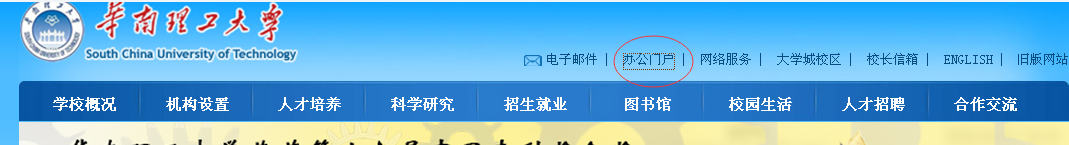 華南理工大學
South China University of Technology
电子邮件 | 办公门户 | 网络服务 | 大学城校区 | 校长信箱 | ENGLISH | 旧版网站
学校概况 机构设置 人才培养 科学研究 招生就业 图书馆 校园生活 人才招聘 合作交流